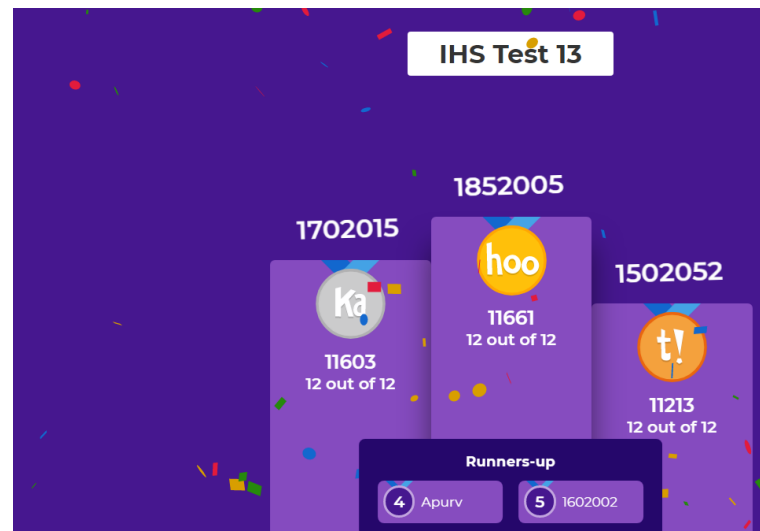 IHS Test 13
1852005
1702015
1502052
hoo
Ka
t!
11661
12 out of 12
11603
12 out of 12
11213
12 out of 12
Runners-up
4 Apurv
5 1602002